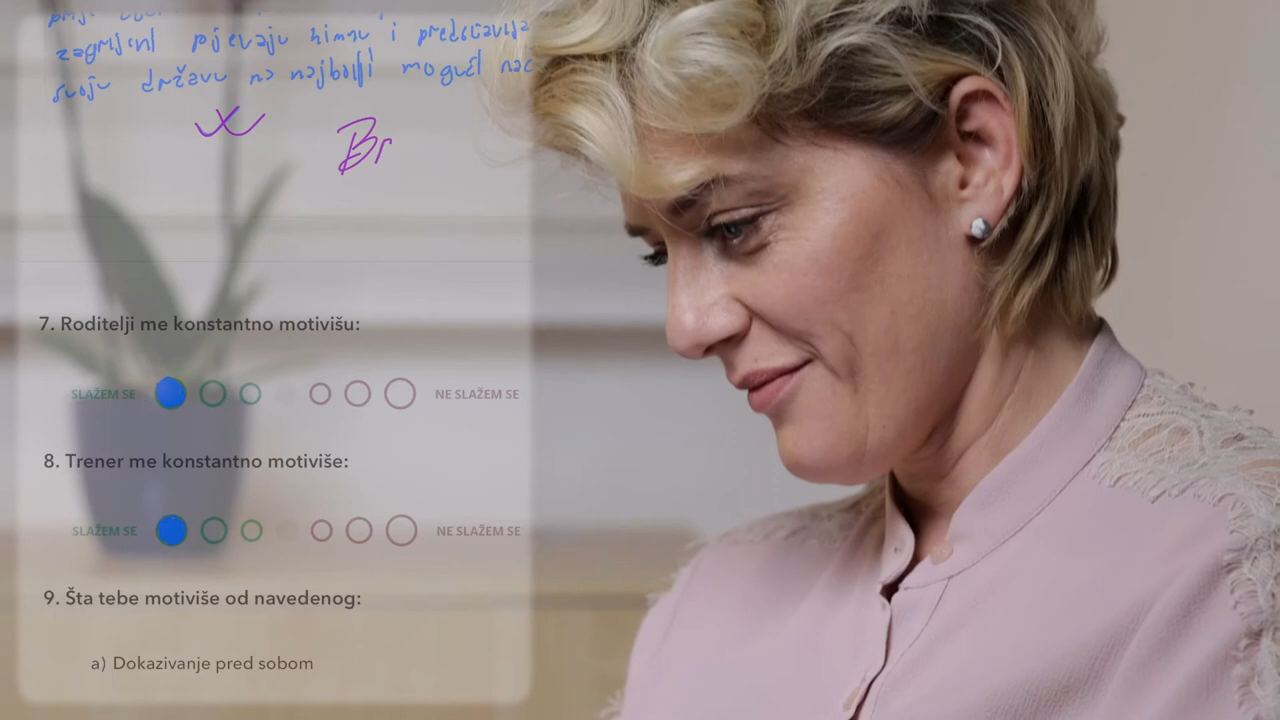 zagrljeni pjevaju himnu i predstavlja
svoju državu na najbolji mogući nač
Br
7. Roditelji me konstantno motivišu:
SLAŽEM SE NE SLAŽEM SE
8. Trener me konstantno motiviše:
SLAŽEM SE NE SLAŽEM SE
9. Šta tebe motiviše od navedenog:
a) Dokazivanje pred sobom